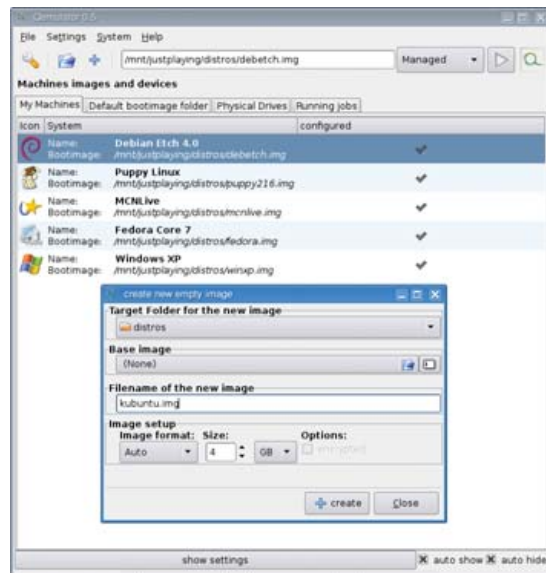 Qemulator 0.5
File Settings System Help
/mnt/justplaying/distros/debetch.img Managed
Machines images and devices
My Machines Default bootimage folder Physical Drives Running jobs
Icon System configured
Name: Debian Etch 4.0
Bootimage: /mnt/justplaying/distros/debetch.img
Name: Puppy Linux
Bootimage: /mnt/justplaying/distros/puppy216.img
Name: MCNLive
Bootimage: /mnt/justplaying/distros/mcnlive.img
Name: Fedora Core 7
Bootimage: /mnt/justplaying/distros/fedora.img
Name: Windows XP
Bootimage: /mnt/justplaying/distros/winxp.img
create new empty image
Target Folder for the new image
distros
Base image
(None)
Filename of the new image
kubuntu.img
Image setup
Image format: Size: Options:
Auto 4 GB encrypted
create Close
show settings auto show auto hide